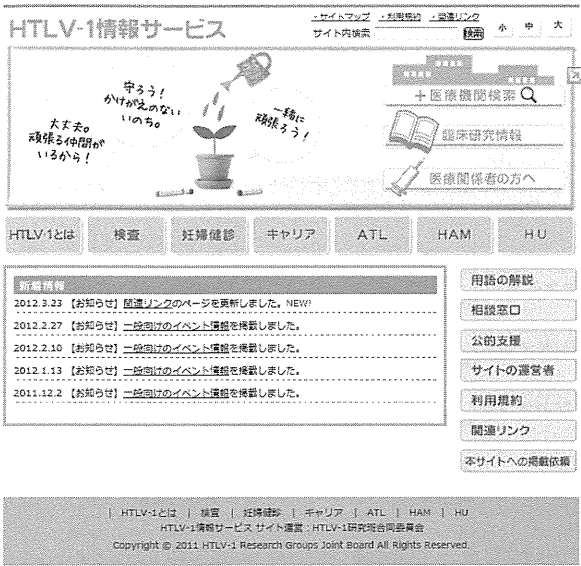 HTLV-1情報サービス
・サイトマップ ・利用規約 ・関連リンク
サイト内検索 検索 小 中 大
守ろう!
かけがえのない
いのち。
大丈夫。
頑張る仲間が
いるから!
一緒に
頑張ろう!
+医療機関検索
臨床研究情報
医療関係者の方へ
HTLV-1とは 検査 妊婦健診 キャリア ATL HAM HU
新着情報
2012.3.23 【お知らせ】関連リンクのページを更新しました。NEW!
2012.2.27 【お知らせ】一般向けのイベント情報を掲載しました。
2012.2.10 【お知らせ】一般向けのイベント情報を掲載しました。
2012.1.13 【お知らせ】一般向けのイベント情報を掲載しました。
2011.12.2 【お知らせ】一般向けのイベント情報を掲載しました。
用語の解説
相談窓口
公的支援
サイトの運営者
利用規約
関連リンク
本サイトへの掲載依頼
| HTLV-1とは | 検査 | 妊婦健診 | キャリア | ATL | HAM | HU
HTLV-1情報サービス サイト運営:HTLV-1研究班合同委員会
Copyright © 2011 HTLV-1 Research Groups Joint Board All Rights Reserved.